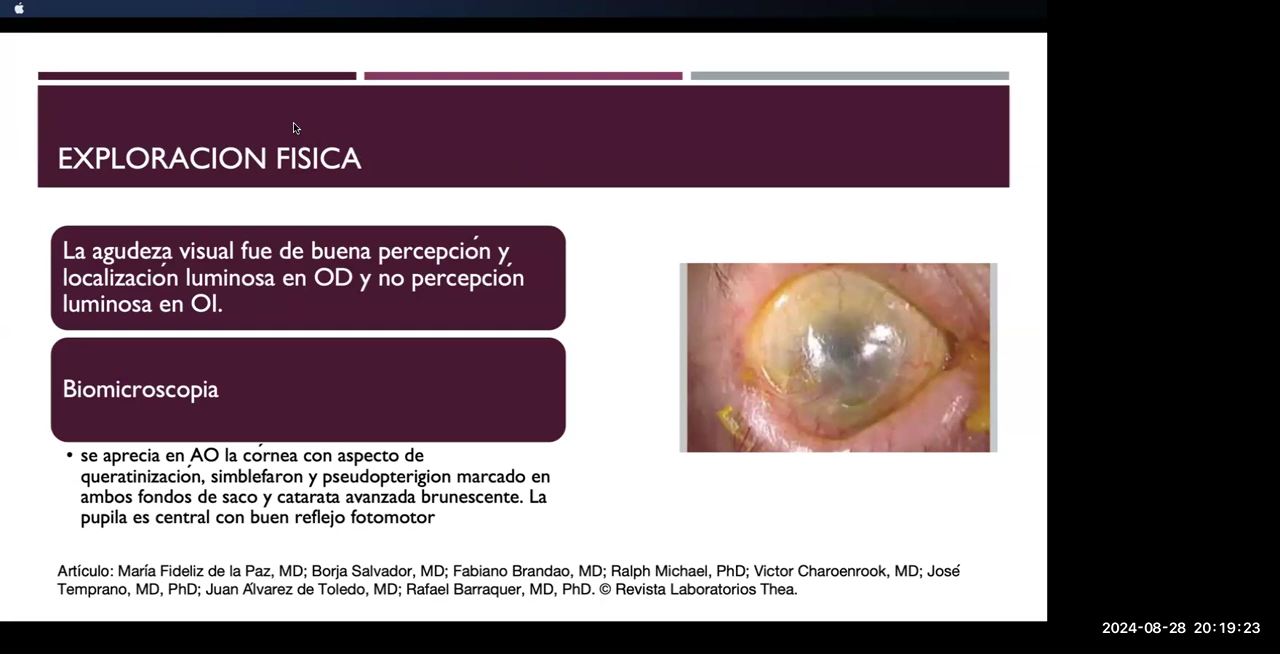 EXPLORACION FISICA
La agudeza visual fue de buena percepción y
localización luminosa en OD y no percepción
luminosa en OI.
Biomicroscopia
• se aprecia en AO la córnea con aspecto de
queratinización, simblefaron y pseudopterigion marcado en
ambos fondos de saco y catarata avanzada brunescente. La
pupila es central con buen reflejo fotomotor
Artículo: María Fideliz de la Paz, MD; Borja Salvador, MD; Fabiano Brandao, MD; Ralph Michael, PhD; Victor Charoenrook, MD; José
Temprano, MD, PhD; Juan Álvarez de Toledo, MD; Rafael Barraquer, MD, PhD. © Revista Laboratorios Thea.
2024-08-28 20:19:23